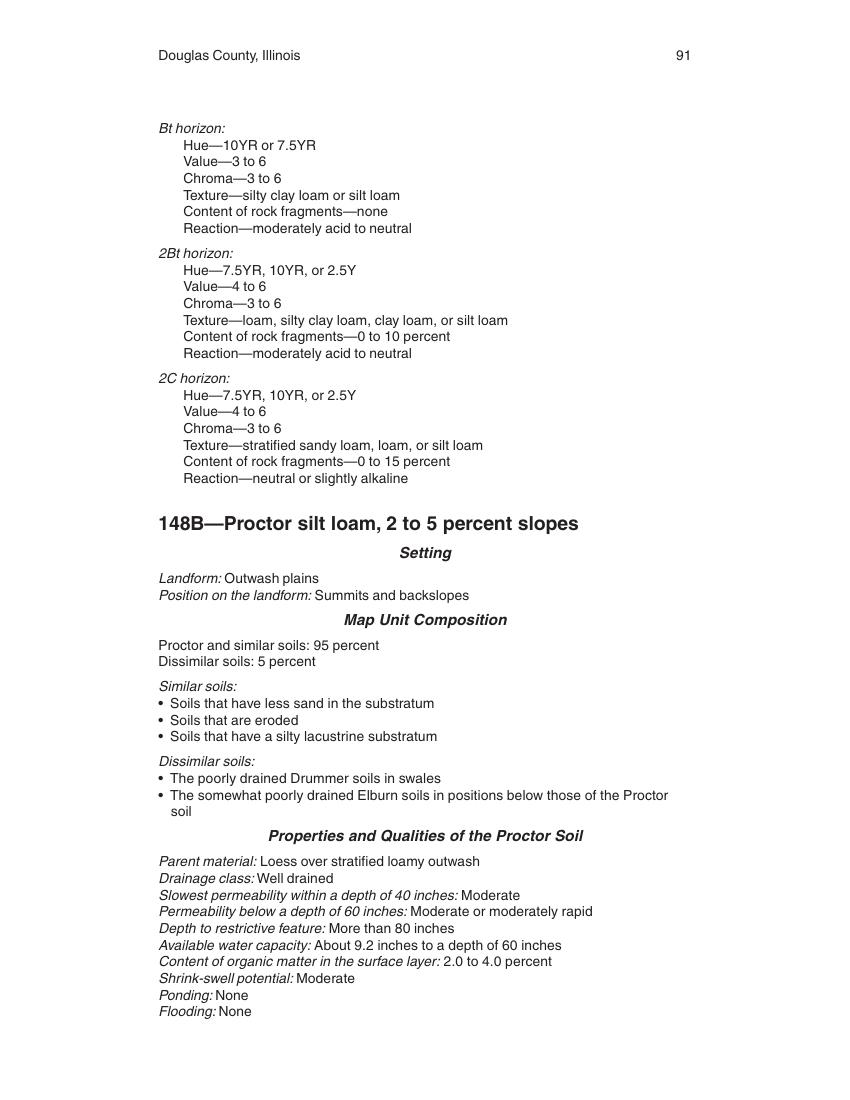 Douglas County, Illinois 91
Bt horizon:
Hue—10YR or 7.5YR
Value—3 to 6
Chroma—3 to 6
Texture—silty clay loam or silt loam
Content of rock fragments—none
Reaction—moderately acid to neutral
2Bt horizon:
Hue—7.5YR, 10YR, or 2.5Y
Value—4 to 6
Chroma—3 to 6
Texture—loam, silty clay loam, clay loam, or silt loam
Content of rock fragments—0 to 10 percent
Reaction—moderately acid to neutral
2C horizon:
Hue—7.5YR, 10YR, or 2.5Y
Value—4 to 6
Chroma—3 to 6
Texture—stratified sandy loam, loam, or silt loam
Content of rock fragments—0 to 15 percent
Reaction—neutral or slightly alkaline
148B—Proctor silt loam, 2 to 5 percent slopes
Setting
Landform: Outwash plains
Position on the landform: Summits and backslopes
Map Unit Composition
Proctor and similar soils: 95 percent
Dissimilar soils: 5 percent
Similar soils:
• Soils that have less sand in the substratum
• Soils that are eroded
• Soils that have a silty lacustrine substratum
Dissimilar soils:
• The poorly drained Drummer soils in swales
• The somewhat poorly drained Elburn soils in positions below those of the Proctor
soil
Properties and Qualities of the Proctor Soil
Parent material: Loess over stratified loamy outwash
Drainage class: Well drained
Slowest permeability within a depth of 40 inches: Moderate
Permeability below a depth of 60 inches: Moderate or moderately rapid
Depth to restrictive feature: More than 80 inches
Available water capacity: About 9.2 inches to a depth of 60 inches
Content of organic matter in the surface layer: 2.0 to 4.0 percent
Shrink-swell potential: Moderate
Ponding: None
Flooding: None